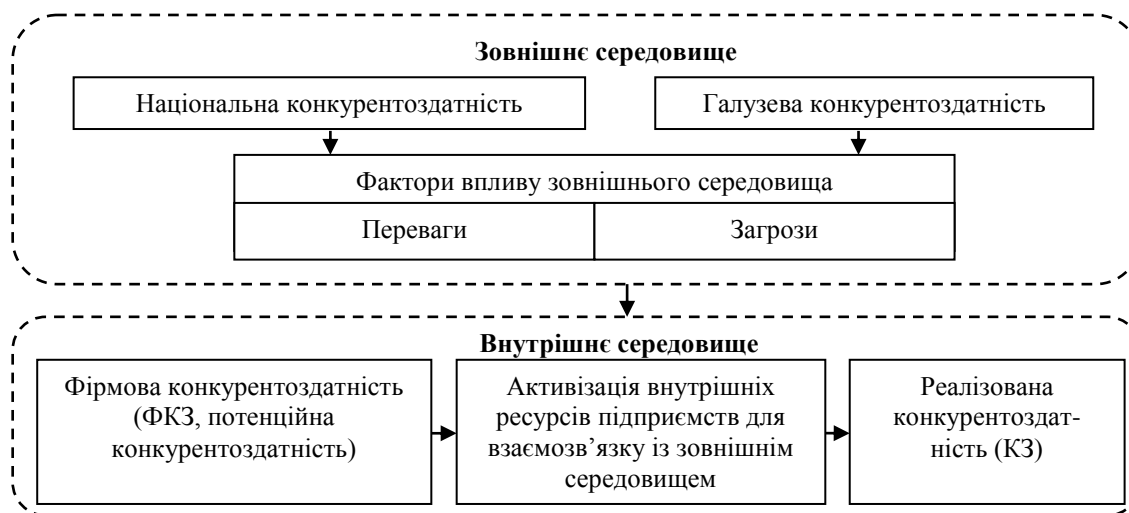 Зовнішнє середовище
Національна конкурентоздатність
Галузева конкурентоздатність
Фактори впливу зовнішнього середовища
Переваги
Загрози
Внутрішнє середовище
Фірмова конкурентоздатність
(ФКЗ, потенційна
конкурентоздатність)
Активізація внутрішніх
ресурсів підприємств для
взаємозв’язку із зовнішнім
середовищем
Реалізована
конкурентоздат-
ність (КЗ)